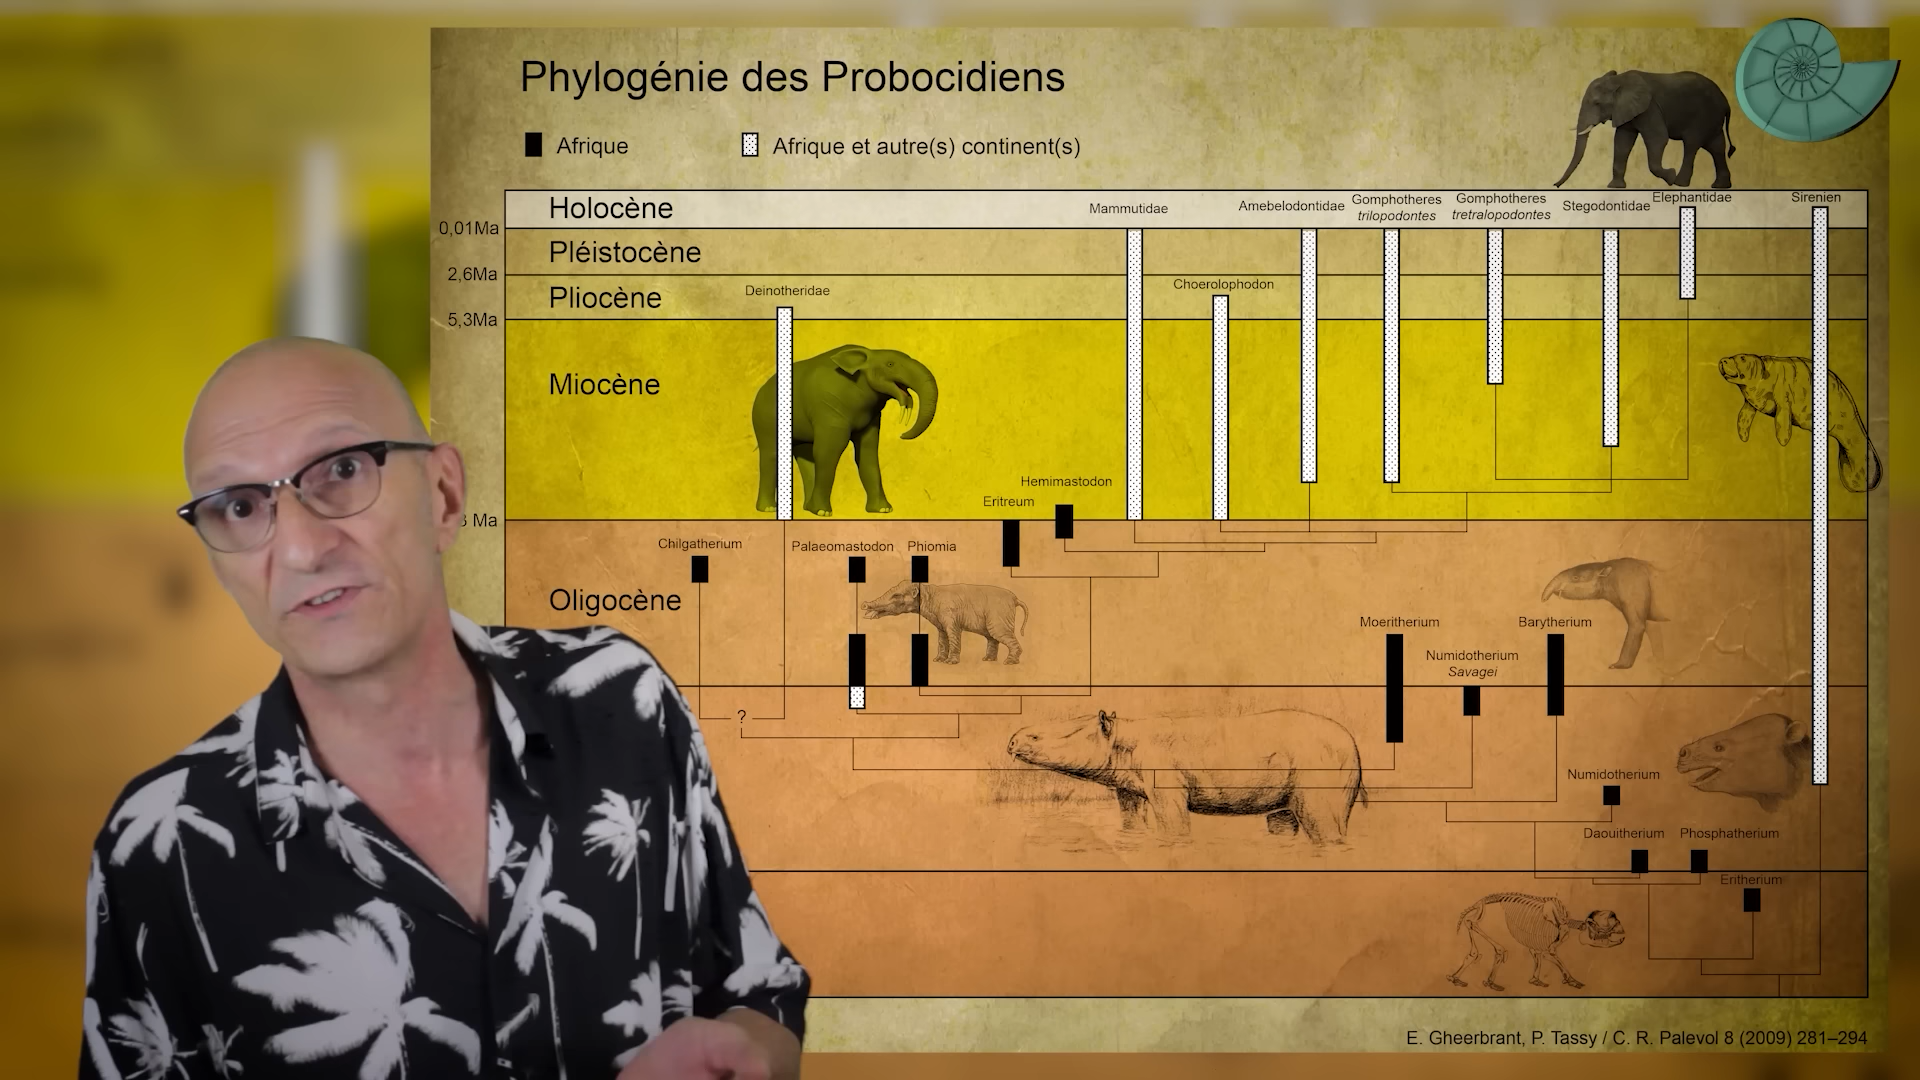 Phylogénie des Probocidiens
Afrique
Afrique et autre(s) continent(s)
Holocène
Mammutidae
Amebelodontidae
Gomphotheres
trilopodontes
Gomphotheres
tretralopodontes
Stegodontidae
Elephantidae
Sirenien
0,01Ma
Pléistocène
2,6Ma
Pliocène
Deinotheridae
Choerolophodon
5,3Ma
Miocène
Hemimastodon
Eritreum
3 Ma
Chilgatherium
Palaeomastodon
Phiomia
Oligocène
Moeritherium
Barytherium
Numidotherium
Savagei
?
Numidotherium
Daouitherium
Phosphatherium
Eritherium
E. Gheerbrant, P. Tassy / C. R. Palevol 8 (2009) 281–294